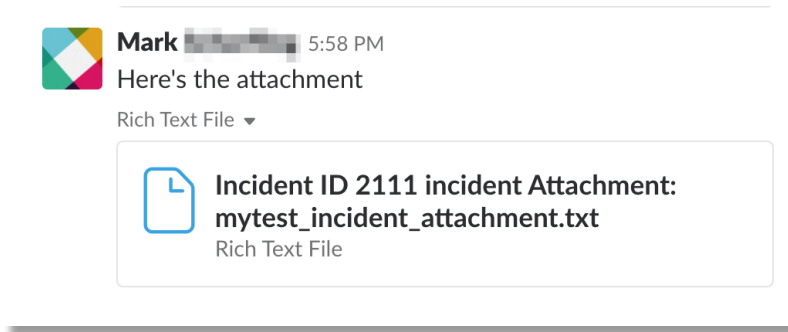 Mark 5:58 PM
Here's the attachment
Rich Text File
Incident ID 2111 incident Attachment:
mytest_incident_attachment.txt
Rich Text File